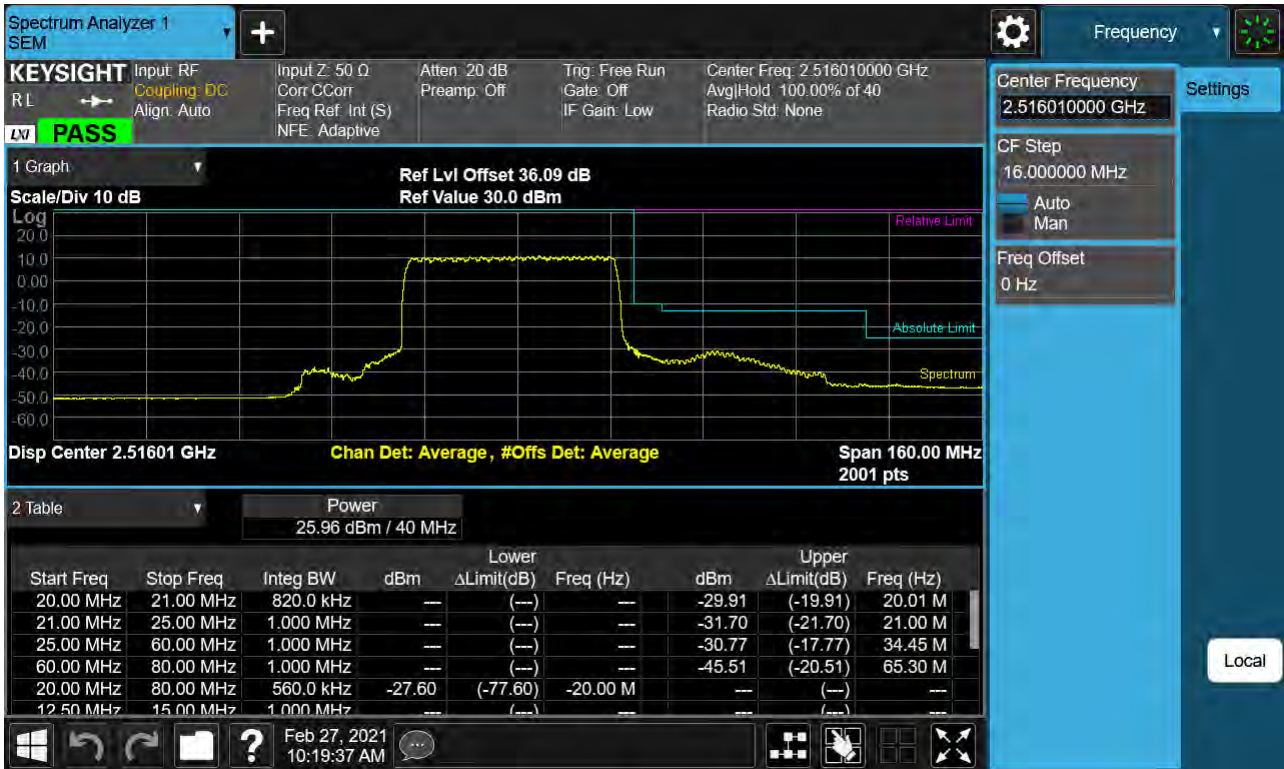 Spectrum Analyzer 1
SEM
Frequency
KEYSIGHT
RL
LXI PASS
Input: RF
Coupling: DC
Align: Auto
Input Z: 50 Ω
Corr CCorr
Freq Ref: Int (S)
NFE: Adaptive
Atten: 20 dB
Preamp: Off
Trig: Free Run
Gate: Off
IF Gain: Low
Center Freq: 2.516010000 GHz
Avg|Hold: 100.00% of 40
Radio Std: None
Center Frequency
2.516010000 GHz
Settings
CF Step
16.000000 MHz
Auto
Man
Freq Offset
0 Hz
Local
1 Graph
Scale/Div 10 dB
Ref Lvl Offset 36.09 dB
Ref Value 30.0 dBm
Log
20.0
10.0
0.00
-10.0
-20.0
-30.0
-40.0
-50.0
-60.0
Relative Limit
Absolute Limit
Spectrum
Disp Center 2.51601 GHz
Chan Det: Average, #Offs Det: Average
Span 160.00 MHz
2001 pts
2 Table
Power
25.96 dBm / 40 MHz
Lower Upper
Start Freq Stop Freq Integ BW dBm ΔLimit(dB) Freq (Hz) dBm ΔLimit(dB) Freq (Hz)
20.00 MHz 21.00 MHz 820.0 kHz --- (---) --- -29.91 (-19.91) 20.01 M
21.00 MHz 25.00 MHz 1.000 MHz --- (---) --- -31.70 (-21.70) 21.00 M
25.00 MHz 60.00 MHz 1.000 MHz --- (---) --- -30.77 (-17.77) 34.45 M
60.00 MHz 80.00 MHz 1.000 MHz --- (---) --- -45.51 (-20.51) 65.30 M
20.00 MHz 80.00 MHz 560.0 kHz -27.60 (-77.60) -20.00 M --- (---) ---
12.50 MHz 15.00 MHz 1.000 MHz --- (---) --- --- (---) ---
?
Feb 27, 2021
10:19:37 AM